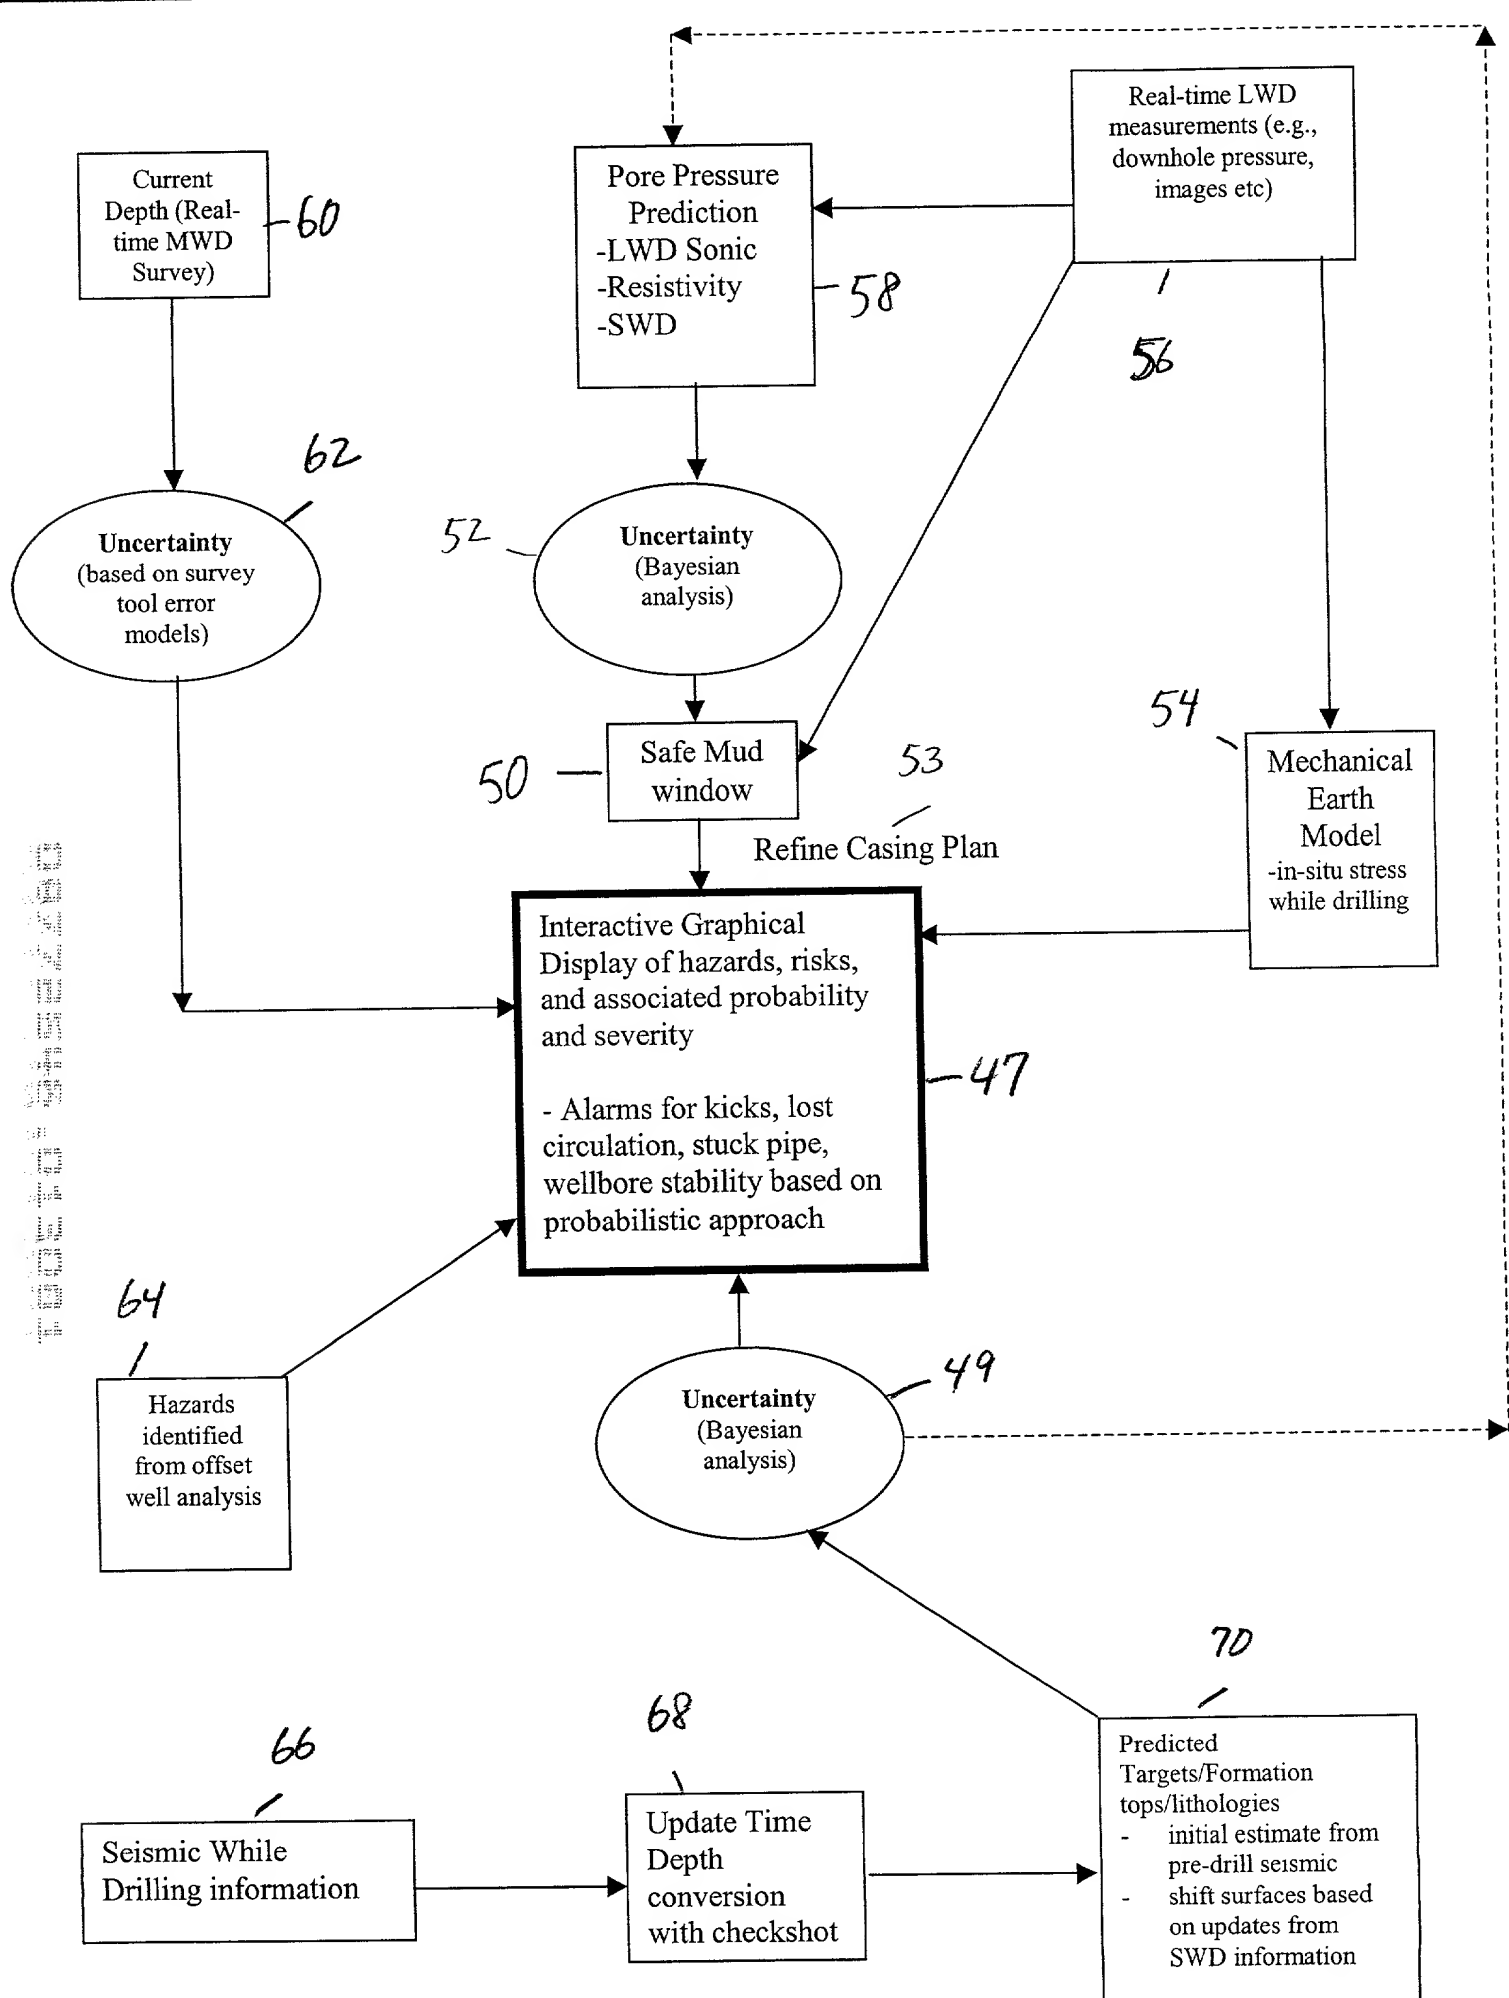 Real-time LWD
measurements (e.g.,
downhole pressure,
images etc)
56
Current
Depth (Real-
time MWD
Survey)
60
Pore Pressure
Prediction
-LWD Sonic
-Resistivity
-SWD
58
62
Uncertainty
(based on survey
tool error
models)
52
Uncertainty
(Bayesian
analysis)
50
Safe Mud
window
53
Refine Casing Plan
54
Mechanical
Earth
Model
-in-situ stress
while drilling
Interactive Graphical
Display of hazards, risks,
and associated probability
and severity
- Alarms for kicks, lost
circulation, stuck pipe,
wellbore stability based on
probabilistic approach
47
64
Hazards
identified
from offset
well analysis
49
Uncertainty
(Bayesian
analysis)
66
Seismic While
Drilling information
68
Update Time
Depth
conversion
with checkshot
70
Predicted
Targets/Formation
tops/lithologies
- initial estimate from
pre-drill seismic
- shift surfaces based
on updates from
SWD information